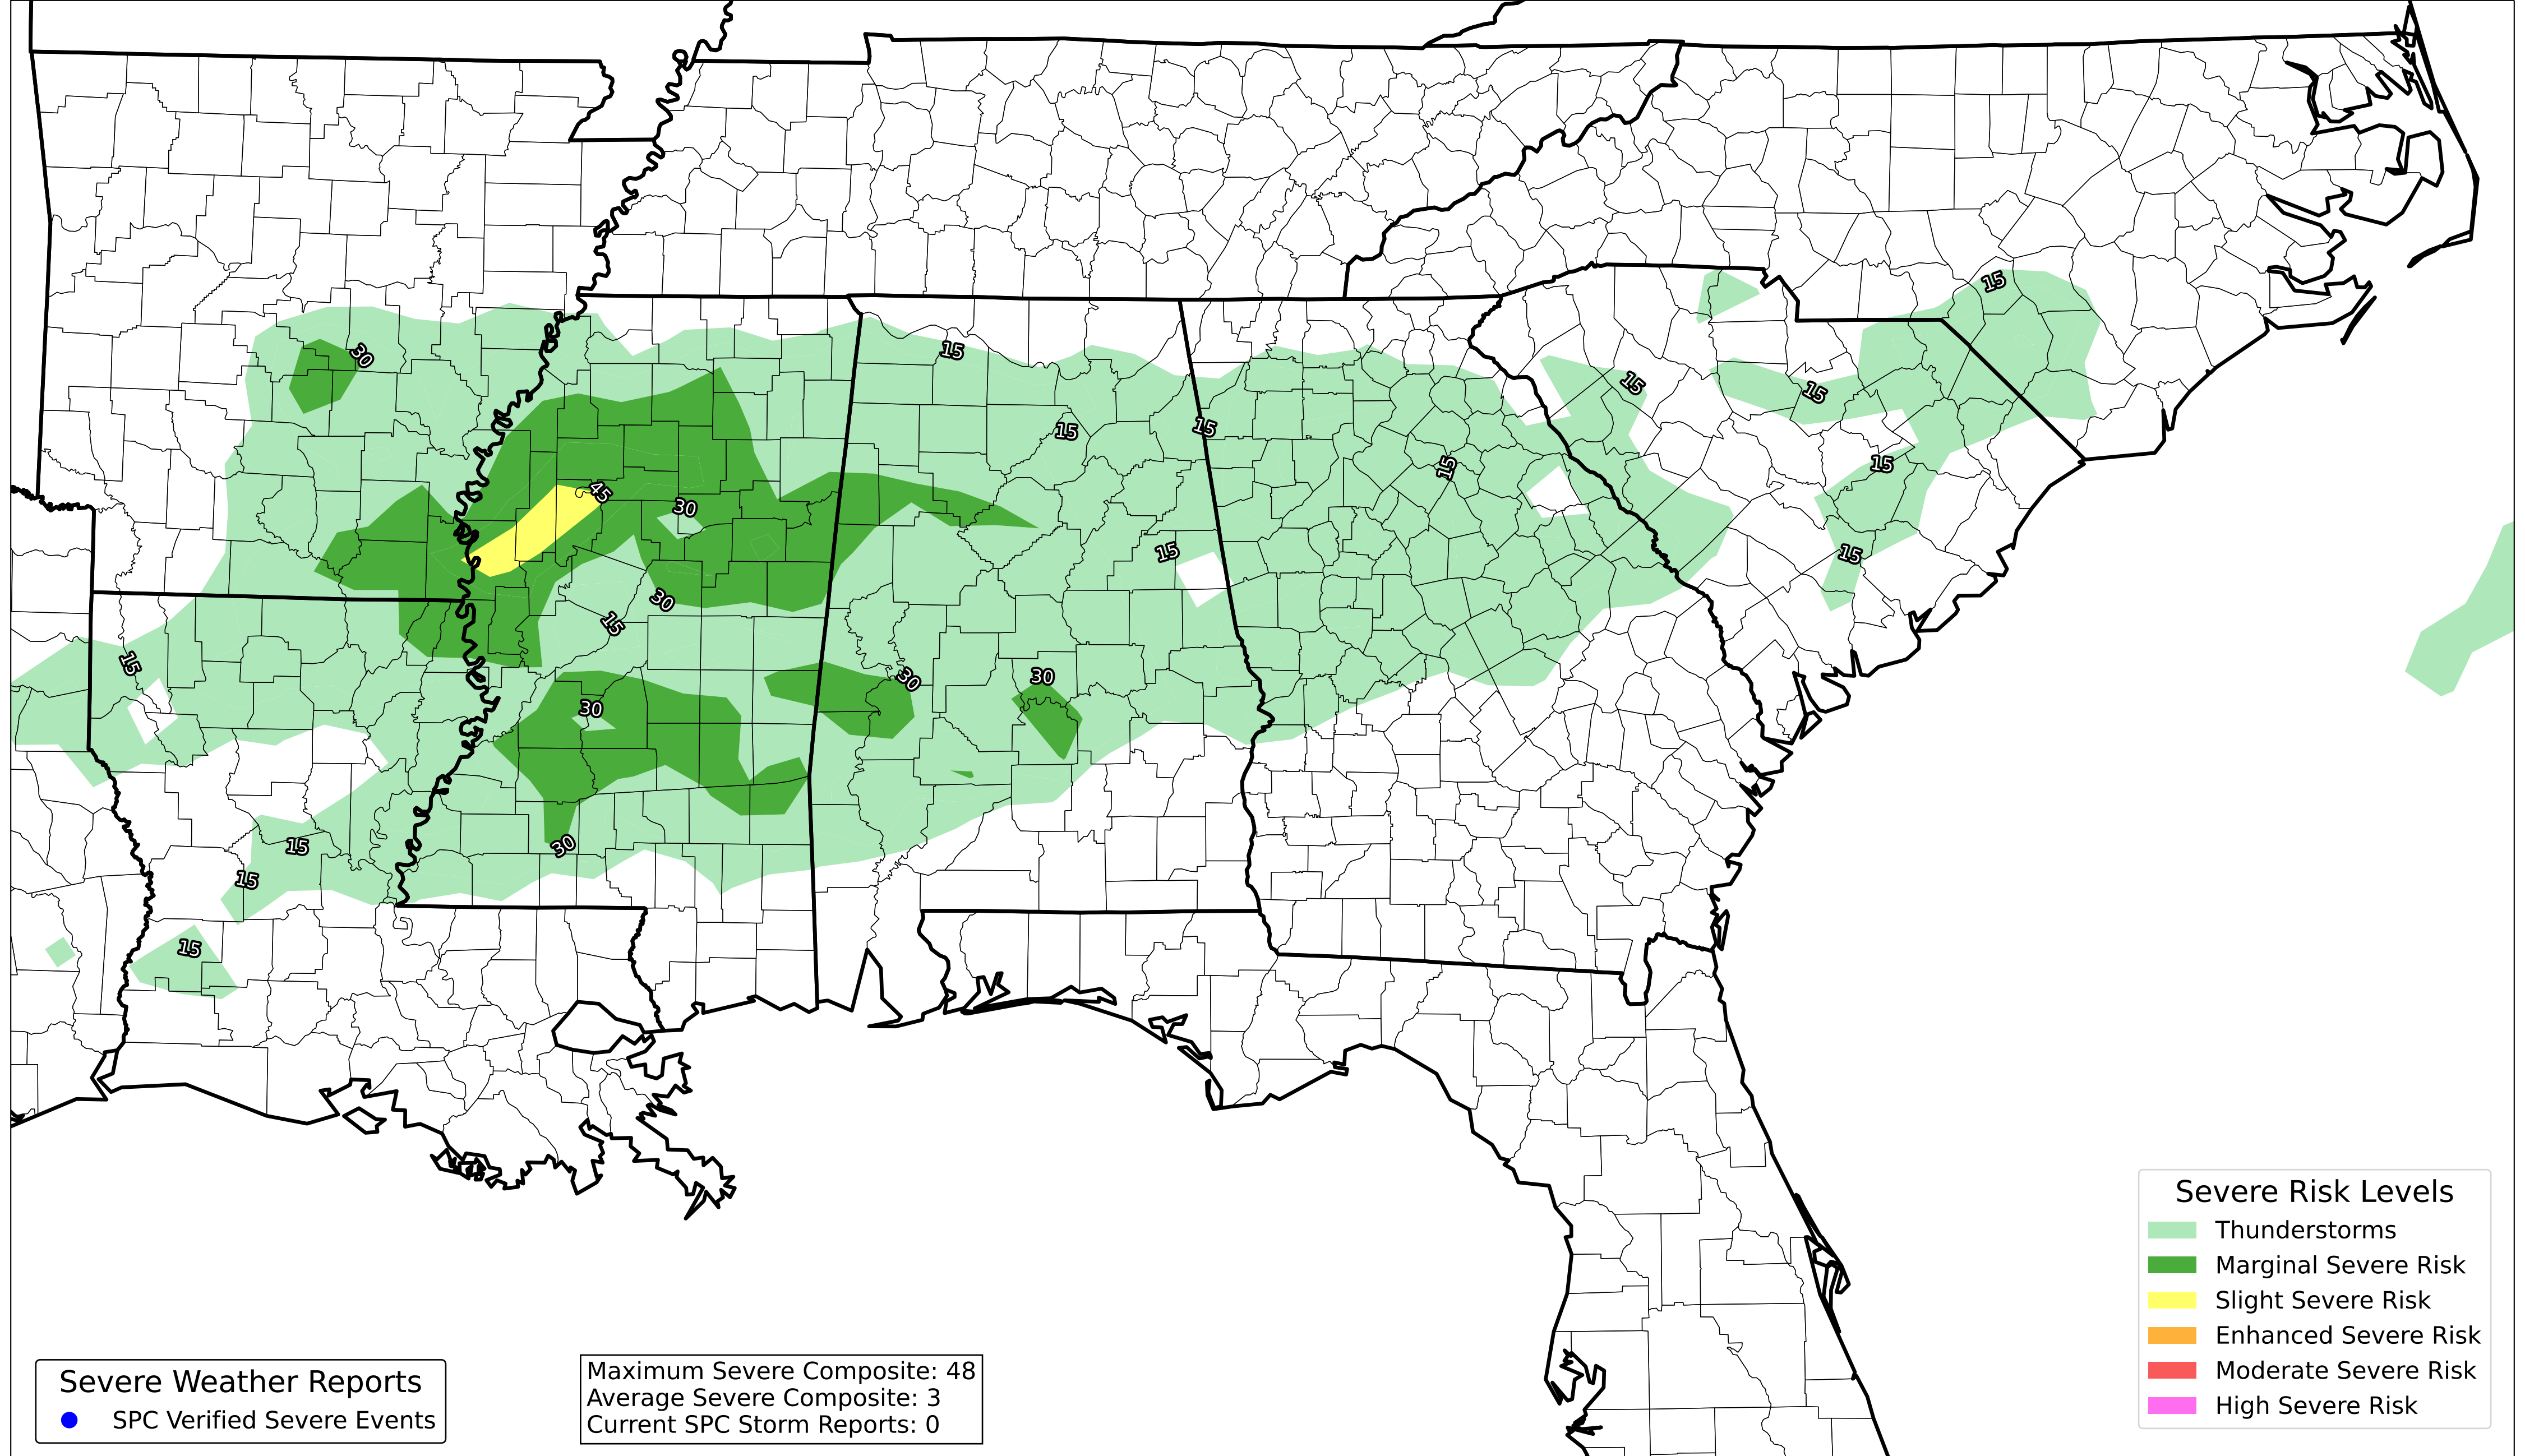 15
30
15
15
15
15
15
15
45
30
15
15
15
30
15
15
30
30
30
15
30
15
15
Severe Risk Levels
Thunderstorms
Marginal Severe Risk
Slight Severe Risk
Enhanced Severe Risk
Moderate Severe Risk
High Severe Risk
Severe Weather Reports
SPC Verified Severe Events
Maximum Severe Composite: 48
Average Severe Composite: 3
Current SPC Storm Reports: 0